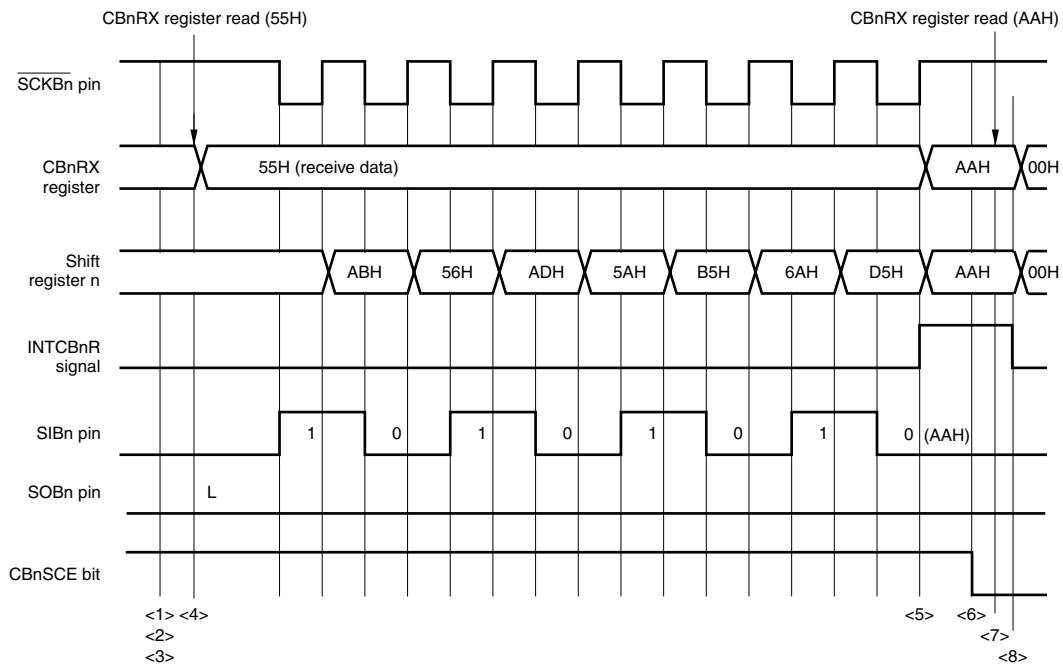 CBnRX register read (55H)
CBnRX register read (AAH)
SCKBn pin
CBnRX
register
55H (receive data)
AAH
00H
Shift
register n
ABH
56H
ADH
5AH
B5H
6AH
D5H
AAH
00H
INTCBnR
signal
SIBn pin
1
0
1
0
1
0
1
0 (AAH)
SOBn pin
L
CBnSCE bit
<1> <4>
<2>
<3>
<5>
<6>
<7>
<8>